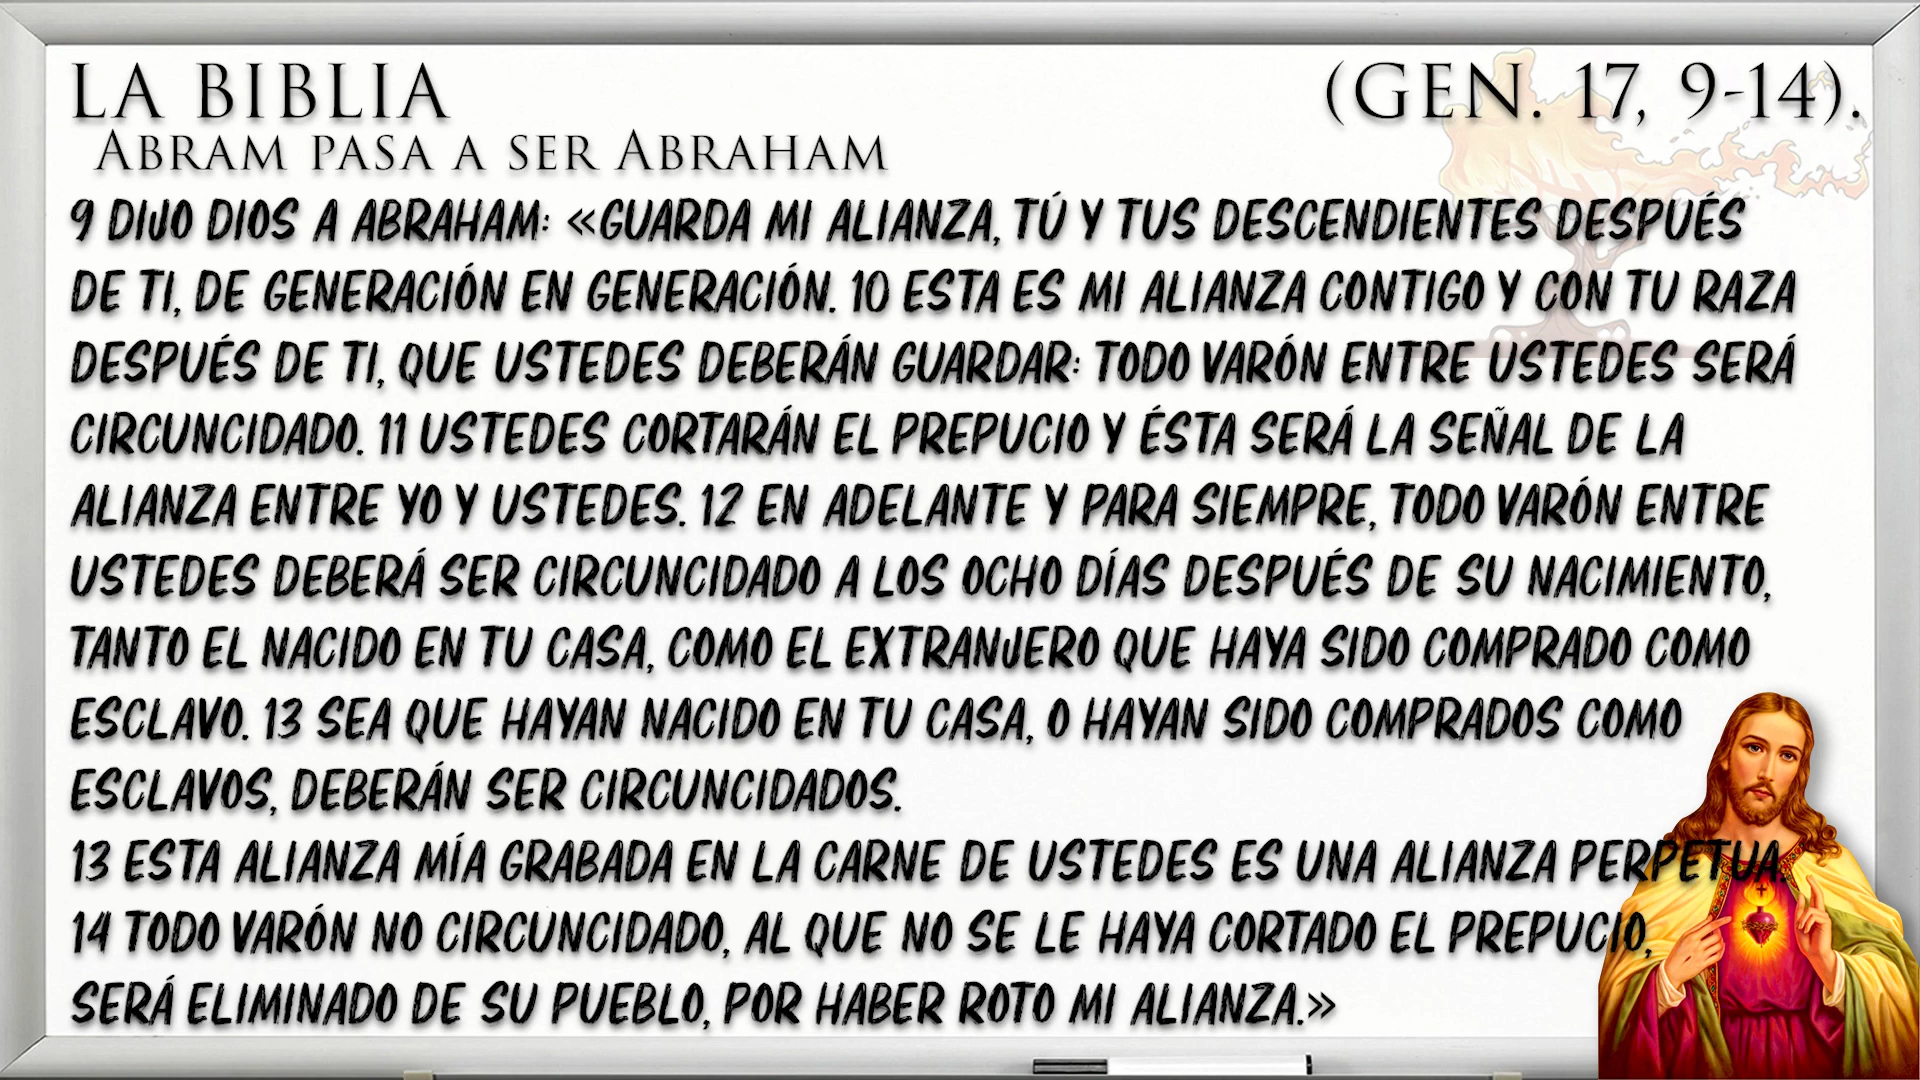 LA BIBLIA
(GEN. 17, 9-14).
ABRAM PASA A SER ABRAHAM
9 DIJO DIOS A ABRAHAM: «GUARDA MI ALIANZA, TÚ Y TUS DESCENDIENTES DESPUÉS
DE TI, DE GENERACIÓN EN GENERACIÓN. 10 ESTA ES MI ALIANZA CONTIGO Y CON TU RAZA
DESPUÉS DE TI, QUE USTEDES DEBERÁN GUARDAR: TODO VARÓN ENTRE USTEDES SERÁ
CIRCUNCIDADO. 11 USTEDES CORTARÁN EL PREPUCIO Y ÉSTA SERÁ LA SEÑAL DE LA
ALIANZA ENTRE YO Y USTEDES. 12 EN ADELANTE Y PARA SIEMPRE, TODO VARÓN ENTRE
USTEDES DEBERÁ SER CIRCUNCIDADO A LOS OCHO DÍAS DESPUÉS DE SU NACIMIENTO,
TANTO EL NACIDO EN TU CASA, COMO EL EXTRANJERO QUE HAYA SIDO COMPRADO COMO
ESCLAVO. 13 SEA QUE HAYAN NACIDO EN TU CASA, O HAYAN SIDO COMPRADOS COMO
ESCLAVOS, DEBERÁN SER CIRCUNCIDADOS.
13 ESTA ALIANZA MÍA GRABADA EN LA CARNE DE USTEDES ES UNA ALIANZA PERPETUA.
14 TODO VARÓN NO CIRCUNCIDADO, AL QUE NO SE LE HAYA CORTADO EL PREPUCIO,
SERÁ ELIMINADO DE SU PUEBLO, POR HABER ROTO MI ALIANZA.»